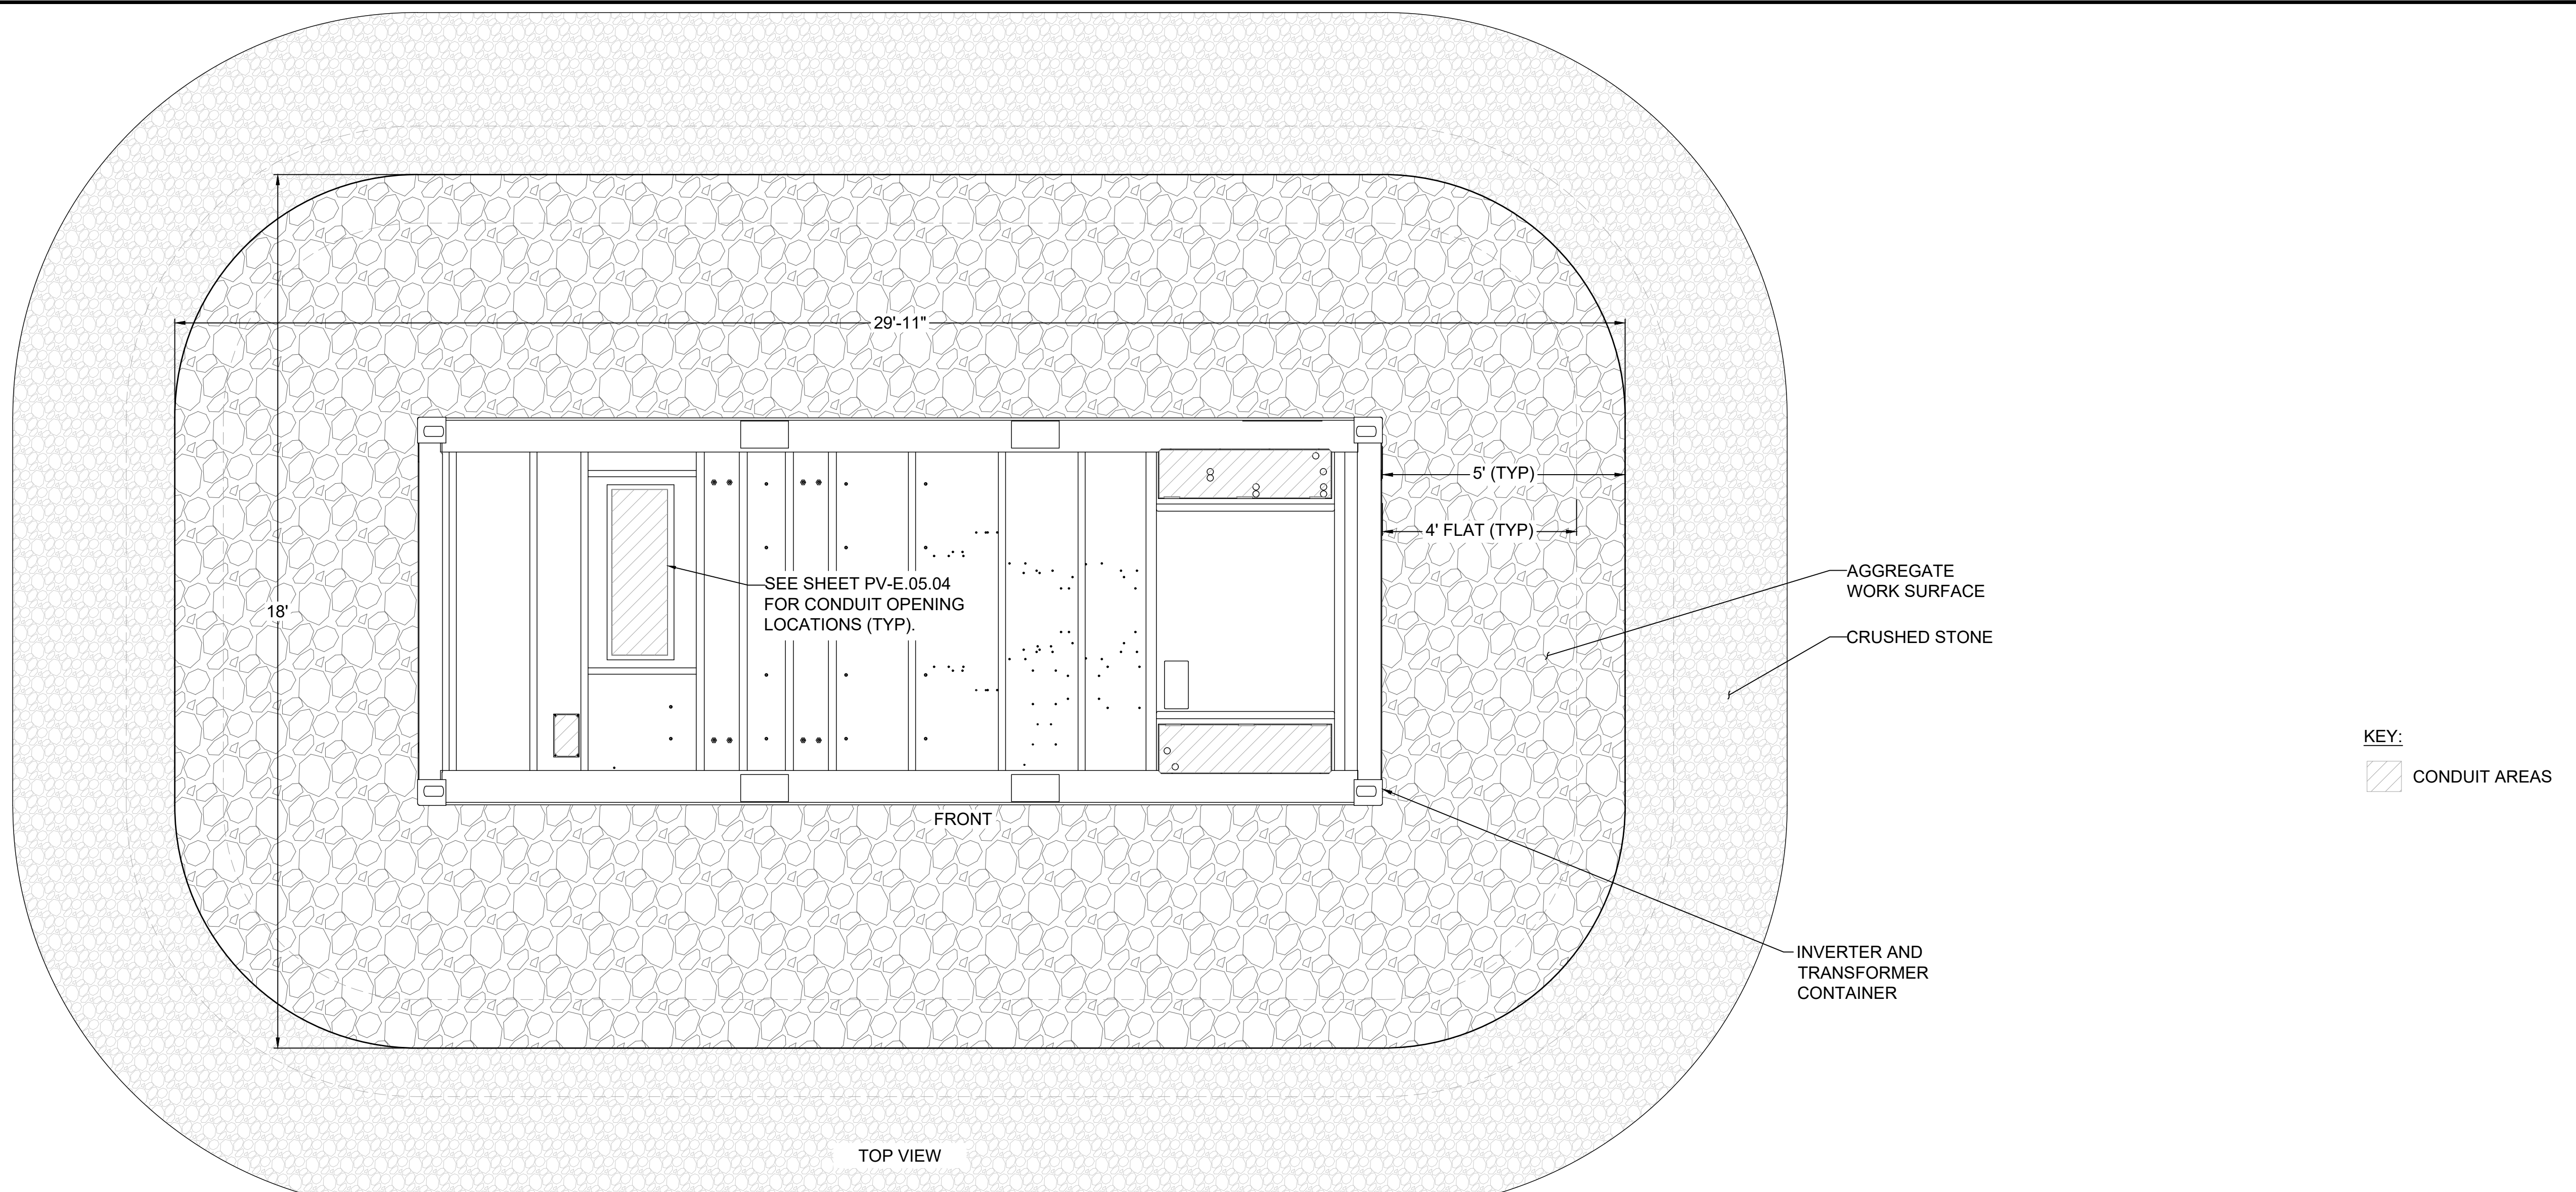 29'-11"
5' (TYP)
4' FLAT (TYP)
SEE SHEET PV-E.05.04
FOR CONDUIT OPENING
LOCATIONS (TYP).
18'
AGGREGATE
WORK SURFACE
CRUSHED STONE
KEY:
CONDUIT AREAS
FRONT
INVERTER AND
TRANSFORMER
CONTAINER
TOP VIEW